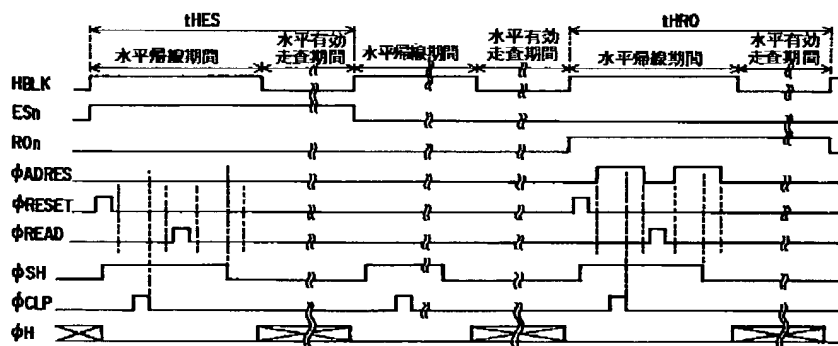 tHES
tHRO
水平帰線期間
水平有効
走査期間
水平帰線期間
水平有効
走査期間
水平帰線期間
水平有効
走査期間
HBLK
ESn
ROn
φADRES
φRESET
φREAD
φSH
φCLP
φH